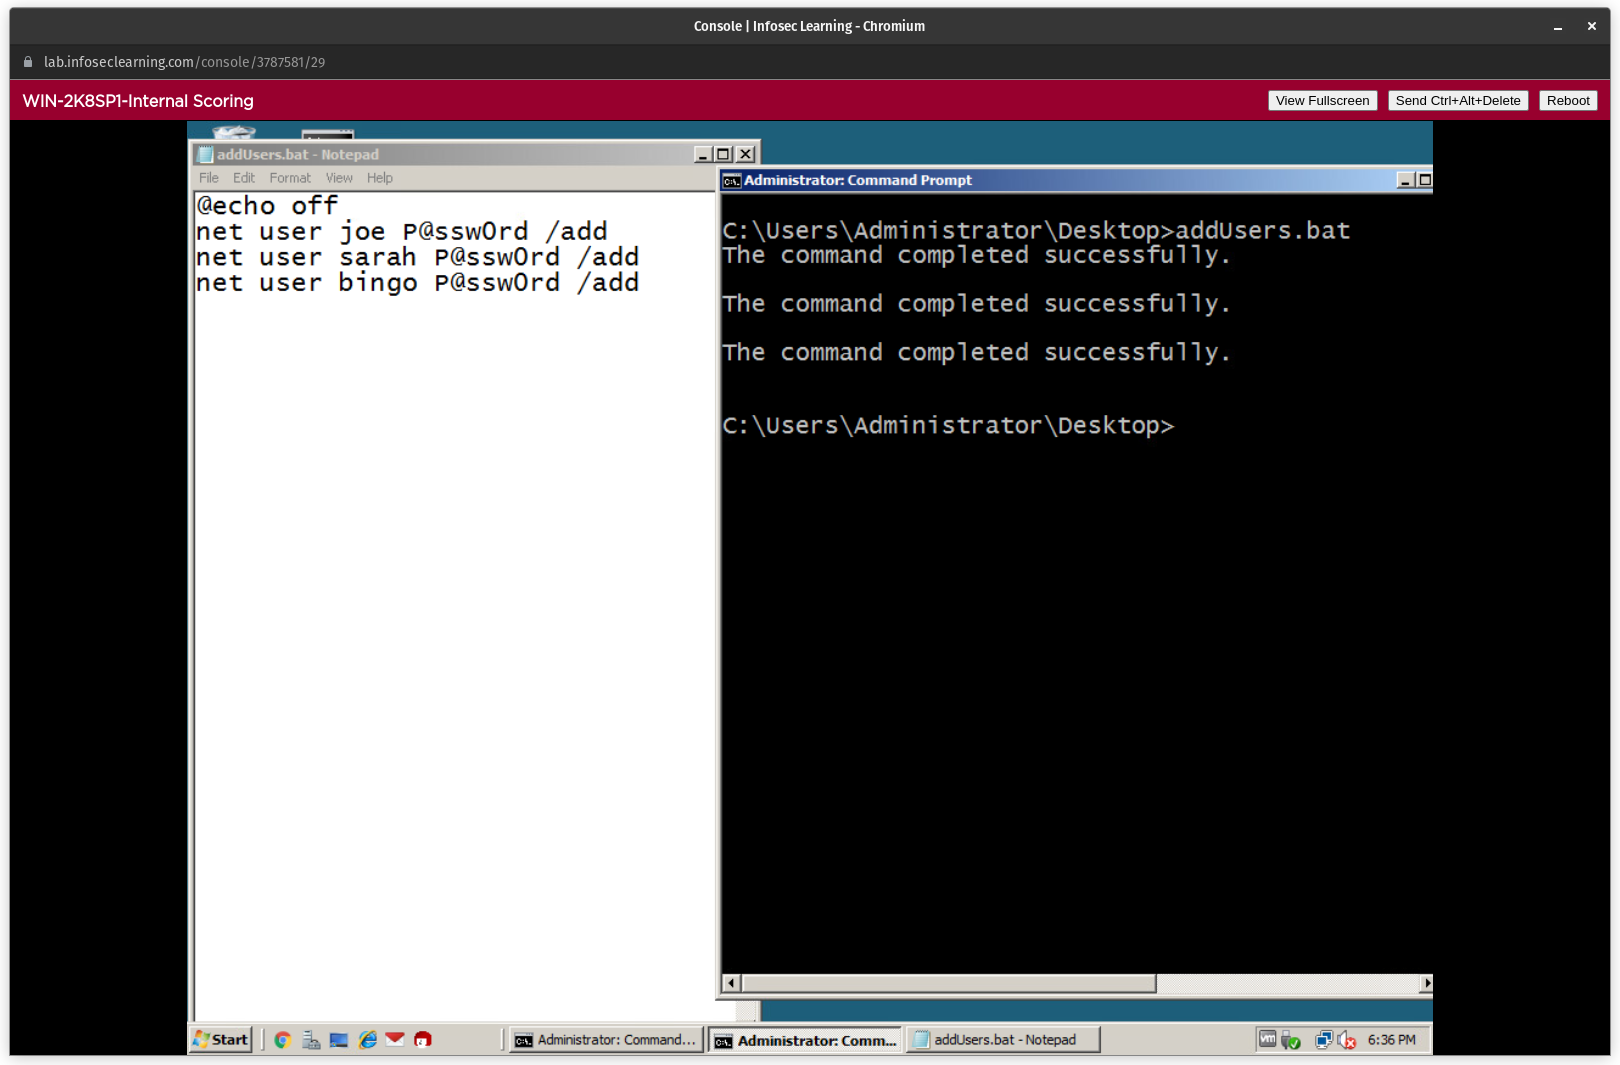 Console | Infosec Learning - Chromium
lab.infoseclearning.com/console/3787581/29
WIN-2K8SP1-Internal Scoring
View Fullscreen
Send Ctrl+Alt+Delete
Reboot
addUsers.bat - Notepad
File Edit Format View Help
@echo off
net user joe P@ssw0rd /add
net user sarah P@ssw0rd /add
net user bingo P@ssw0rd /add
Administrator: Command Prompt
C:\Users\Administrator\Desktop>addUsers.bat
The command completed successfully.
The command completed successfully.
The command completed successfully.
C:\Users\Administrator\Desktop>
Start
Administrator: Command...
Administrator: Comm...
addUsers.bat - Notepad
6:36 PM